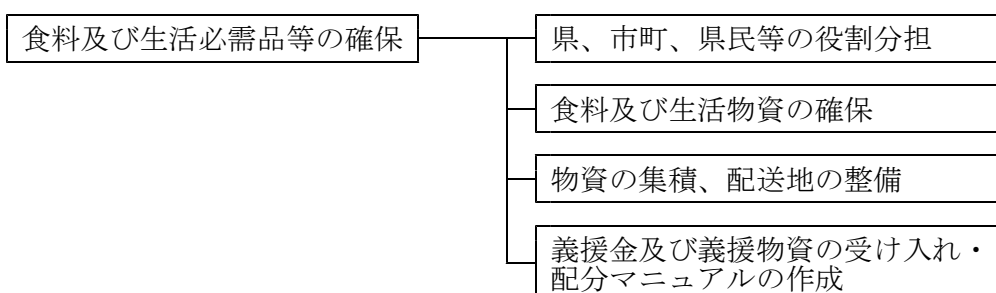 食料及び生活必需品等の確保
県、市町、県民等の役割分担
食料及び生活物資の確保
物資の集積、配送地の整備
義援金及び義援物資の受け入れ・
配分マニュアルの作成